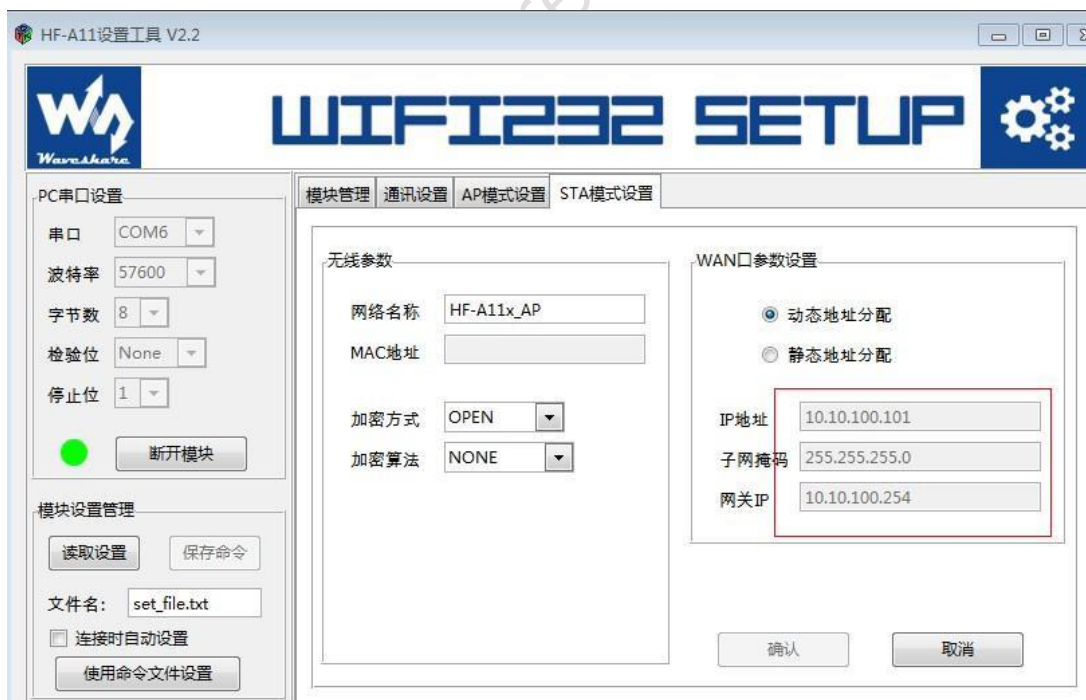 HF-A11设置工具 V2.2
Waveshare
WIFI232 SETUP
PC串口设置
串口 COM6
波特率 57600
字节数 8
检验位 None
停止位 1
断开模块
模块设置管理
读取设置 保存命令
文件名: set_file.txt
连接时自动设置
使用命令文件设置
模块管理 通讯设置 AP模式设置 STA模式设置
无线参数
网络名称 HF-A11x_AP
MAC地址
加密方式 OPEN
加密算法 NONE
WAN口参数设置
动态地址分配
静态地址分配
IP地址 10.10.100.101
子网掩码 255.255.255.0
网关IP 10.10.100.254
确认 取消